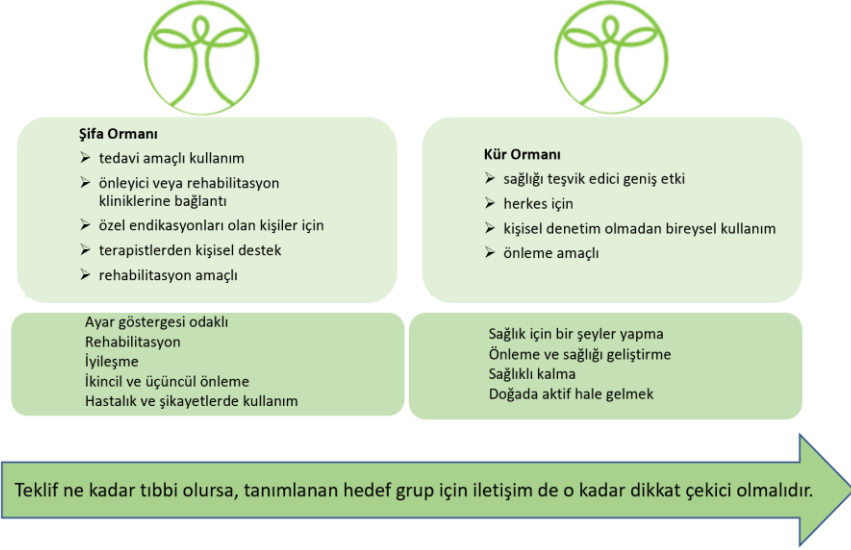 Şifa Ormanı
➢ tedavi amaçlı kullanım
➢ önleyici veya rehabilitasyon
kliniklerine bağlantı
➢ özel endikasyonları olan kişiler için
➢ terapistlerden kişisel destek
➢ rehabilitasyon amaçlı
Ayar göstergesi odaklı
Rehabilitasyon
İyileşme
İkincil ve üçüncül önleme
Hastalık ve şikayetlerde kullanım
Kür Ormanı
➢ sağlığı teşvik edici geniş etki
➢ herkes için
➢ kişisel denetim olmadan bireysel kullanım
➢ önleme amaçlı
Sağlık için bir şeyler yapma
Önleme ve sağlığı geliştirme
Sağlıklı kalma
Doğada aktif hale gelmek
Teklif ne kadar tıbbi olursa, tanımlanan hedef grup için iletişim de o kadar dikkat çekici olmalıdır.